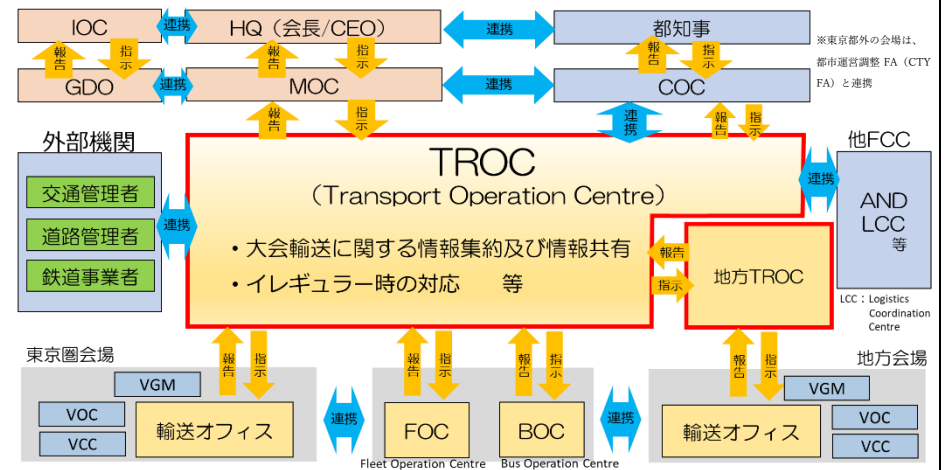 IOC
連携
HQ（会長/CEO）
連携
都知事
報告
指示
報告
指示
報告
指示
※東京都外の会場は、
都市運営調整 FA（CTY
FA）と連携
GDO
連携
MOC
連携
COC
報告
指示
連携
報告
指示
外部機関
交通管理者
道路管理者
鉄道事業者
連携
TROC
（Transport Operation Centre）
・大会輸送に関する情報集約及び情報共有
・イレギュラー時の対応　　等
連携
他FCC
AND
LCC
等
報告
指示
地方TROC
LCC：Logistics
Coordination
Centre
東京圏会場
報告
指示
報告
指示
報告
指示
報告
指示
地方会場
VGM
VOC
VCC
輸送オフィス
連携
FOC
BOC
連携
輸送オフィス
VGM
VOC
VCC
Fleet Operation Centre
Bus Operation Centre